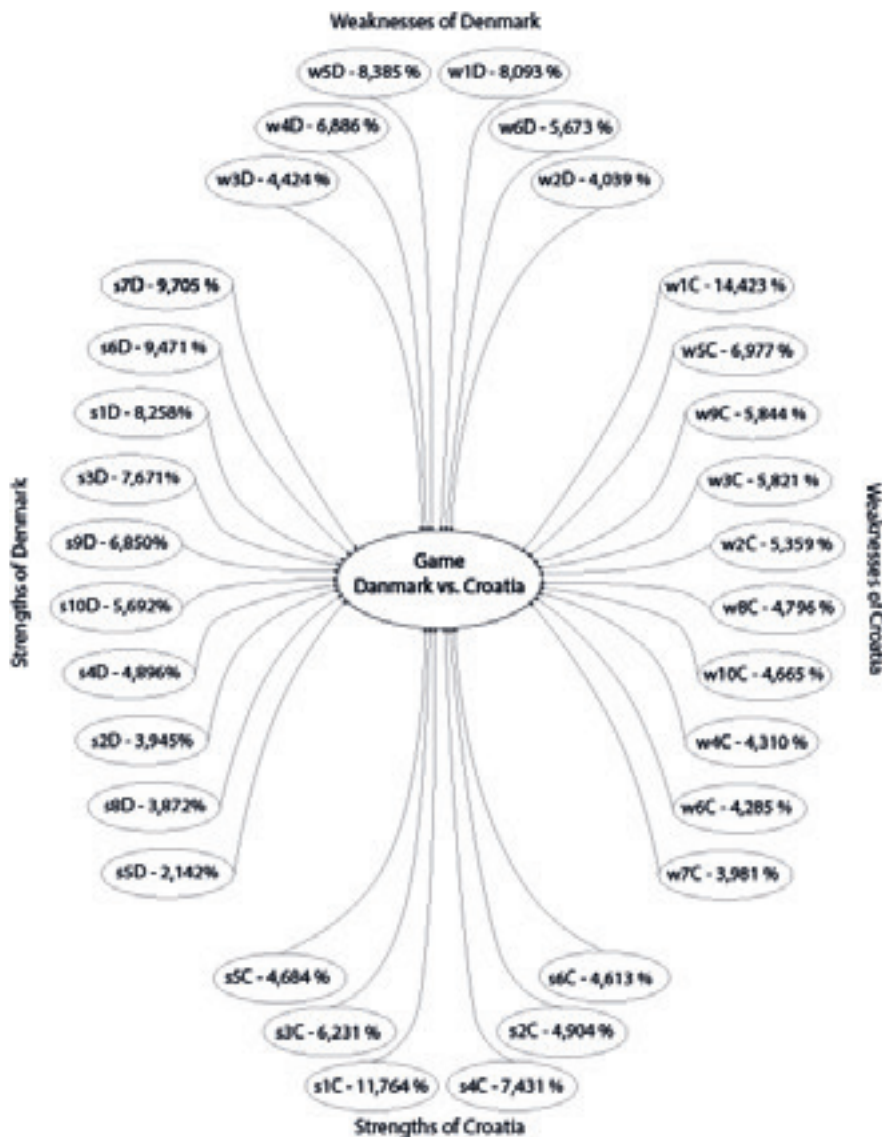 Weaknesses of Denmark
w5D - 8,385 %
w1D - 8,093 %
w4D - 6,886 %
w6D - 5,673 %
w3D - 4,424 %
w2D - 4,039 %
Strengths of Denmark
s7D - 9,705 %
s6D - 9,471 %
s1D - 8,258%
s3D - 7,671%
s9D - 6,850%
s10D - 5,692%
s4D - 4,896%
s2D - 3,945%
s8D - 3,872%
s5D - 2,142%
Game
Danmark vs. Croatia
w1C - 14,423 %
w5C - 6,977 %
w9C - 5,844 %
w3C - 5,821 %
w2C - 5,359 %
w8C - 4,796 %
w10C - 4,665 %
w4C - 4,310 %
w6C - 4,285 %
w7C - 3,981 %
Weaknesses of Croatia
s5C - 4,684 %
s6C - 4,613 %
s3C - 6,231 %
s2C - 4,904 %
s1C - 11,764 %
s4C - 7,431 %
Strengths of Croatia